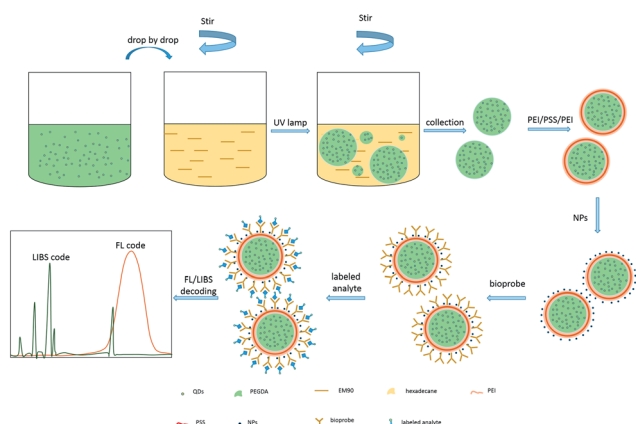 Stir
Stir
drop by drop
UV lamp
collection
PEI/PSS/PEI
NPs
LIBS code
FL code
FL/LIBS
decoding
labeled
analyte
bioprobe
QDs
PEGDA
EM90
hexadecane
PEI
PSS
NPs
bioprobe
labeled analyte